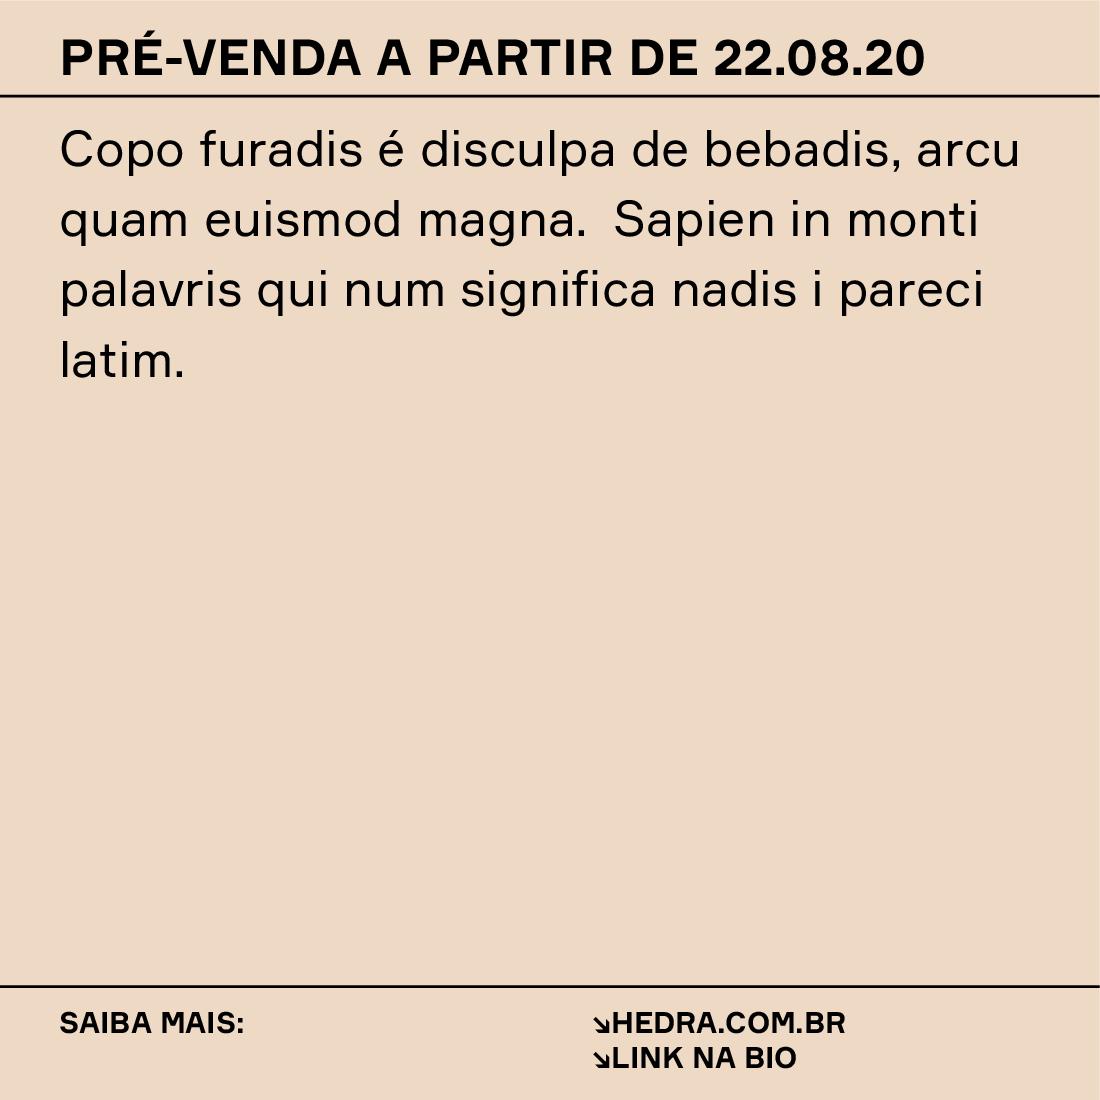 PRÉ-VENDA A PARTIR DE 22.08.20
Copo furadis é disculpa de bebadis, arcu
quam euismod magna.  Sapien in monti
palavris qui num significa nadis i pareci
latim.
SAIBA MAIS:
↘HEDRA.COM.BR
↘LINK NA BIO